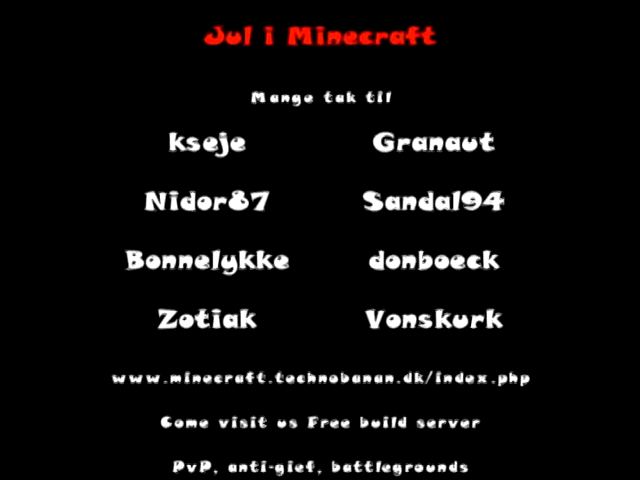 Jul i Minecraft
Mange tak til
kseje Granaut
Nidor87 Sandal94
Bonnelykke donboeck
Zotiak Vonskurk
www.minecraft.technobanan.dk/index.php
Come visit us Free build server
PvP, anti-gief, battlegrounds